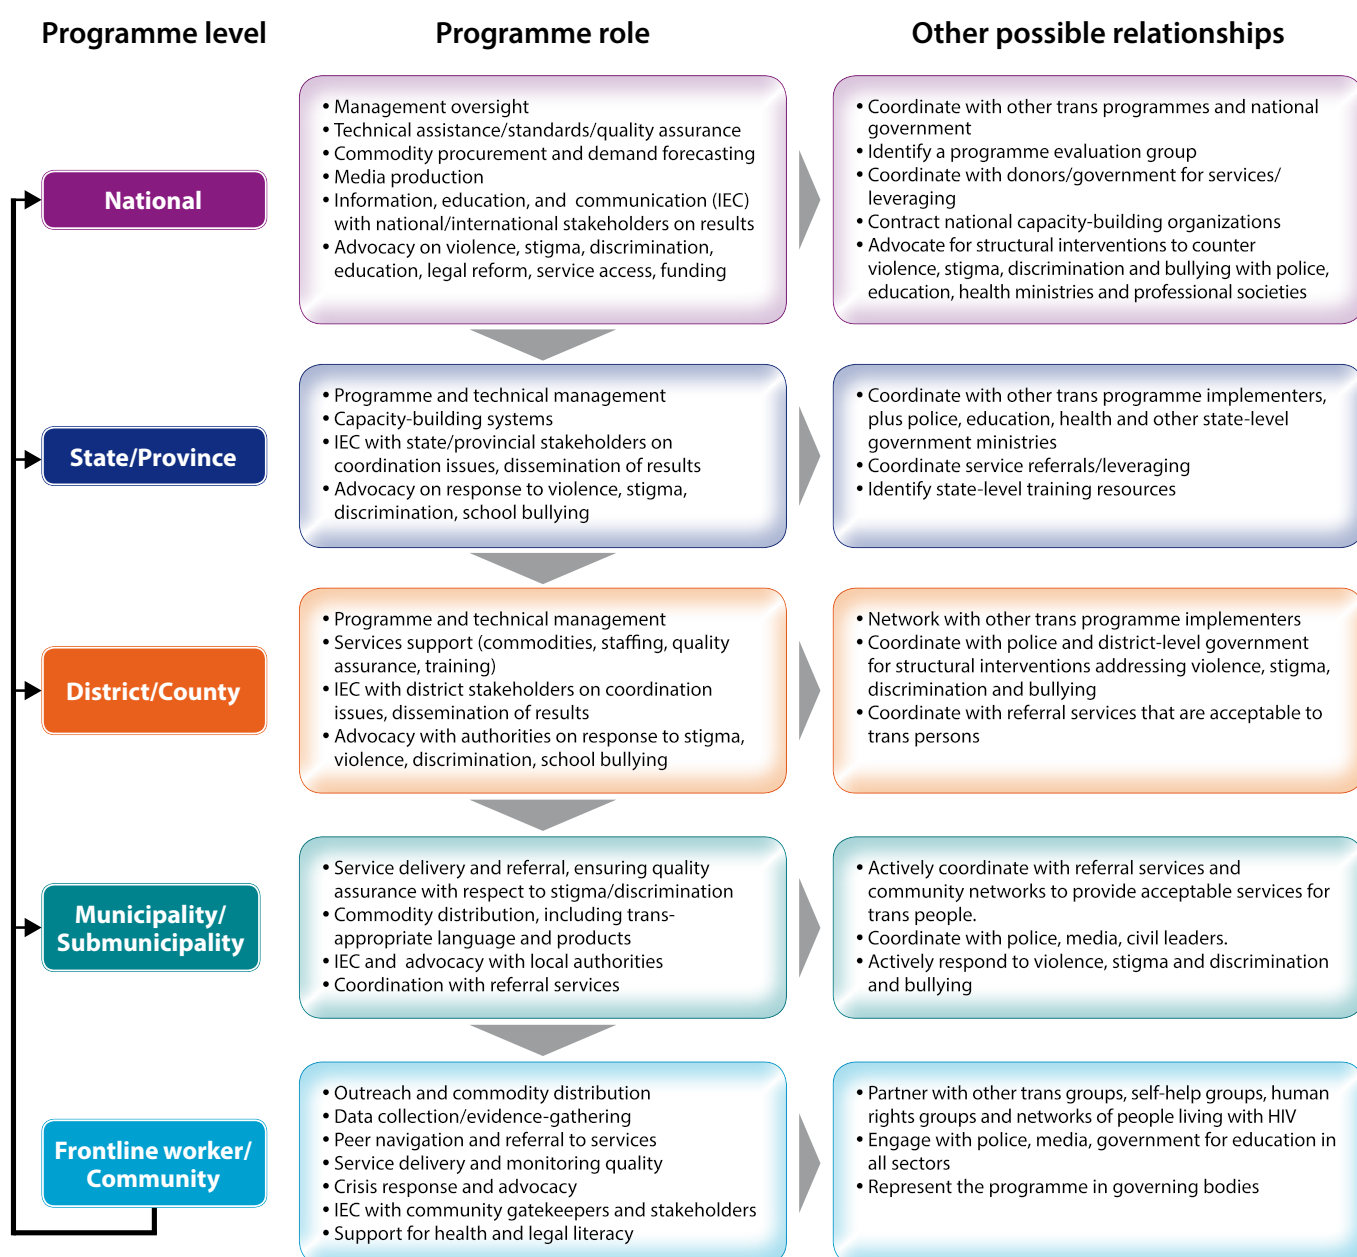 Programme level
Programme role
Other possible relationships
National
• Management oversight
• Technical assistance/standards/quality assurance
• Commodity procurement and demand forecasting
• Media production
• Information, education, and  communication (IEC)
with national/international stakeholders on results
• Advocacy on violence, stigma, discrimination,
education, legal reform, service access, funding
• Coordinate with other trans programmes and national
government
• Identify a programme evaluation group
• Coordinate with donors/government for services/
leveraging
• Contract national capacity-building organizations
• Advocate for structural interventions to counter
violence, stigma, discrimination and bullying with police,
education, health ministries and professional societies
State/Province
• Programme and technical management
• Capacity-building systems
• IEC with state/provincial stakeholders on
coordination issues, dissemination of results
• Advocacy on response to violence, stigma,
discrimination, school bullying
• Coordinate with other trans programme implementers,
plus police, education, health and other state-level
government ministries
• Coordinate service referrals/leveraging
• Identify state-level training resources
District/County
• Programme and technical management
• Services support (commodities, staffing, quality
assurance, training)
• IEC with district stakeholders on coordination
issues, dissemination of results
• Advocacy with authorities on response to stigma,
violence, discrimination, school bullying
• Network with other trans programme implementers
• Coordinate with police and district-level government
for structural interventions addressing violence, stigma,
discrimination and bullying
• Coordinate with referral services that are acceptable to
trans persons
Municipality/
Submunicipality
• Service delivery and referral, ensuring quality
assurance with respect to stigma/discrimination
• Commodity distribution, including trans-
appropriate language and products
• IEC and  advocacy with local authorities
• Coordination with referral services
• Actively coordinate with referral services and
community networks to provide acceptable services for
trans people.
• Coordinate with police, media, civil leaders.
• Actively respond to violence, stigma and discrimination
and bullying
Frontline worker/
Community
• Outreach and commodity distribution
• Data collection/evidence-gathering
• Peer navigation and referral to services
• Service delivery and monitoring quality
• Crisis response and advocacy
• IEC with community gatekeepers and stakeholders
• Support for health and legal literacy
• Partner with other trans groups, self-help groups, human
rights groups and networks of people living with HIV
• Engage with police, media, government for education in
all sectors
• Represent the programme in governing bodies